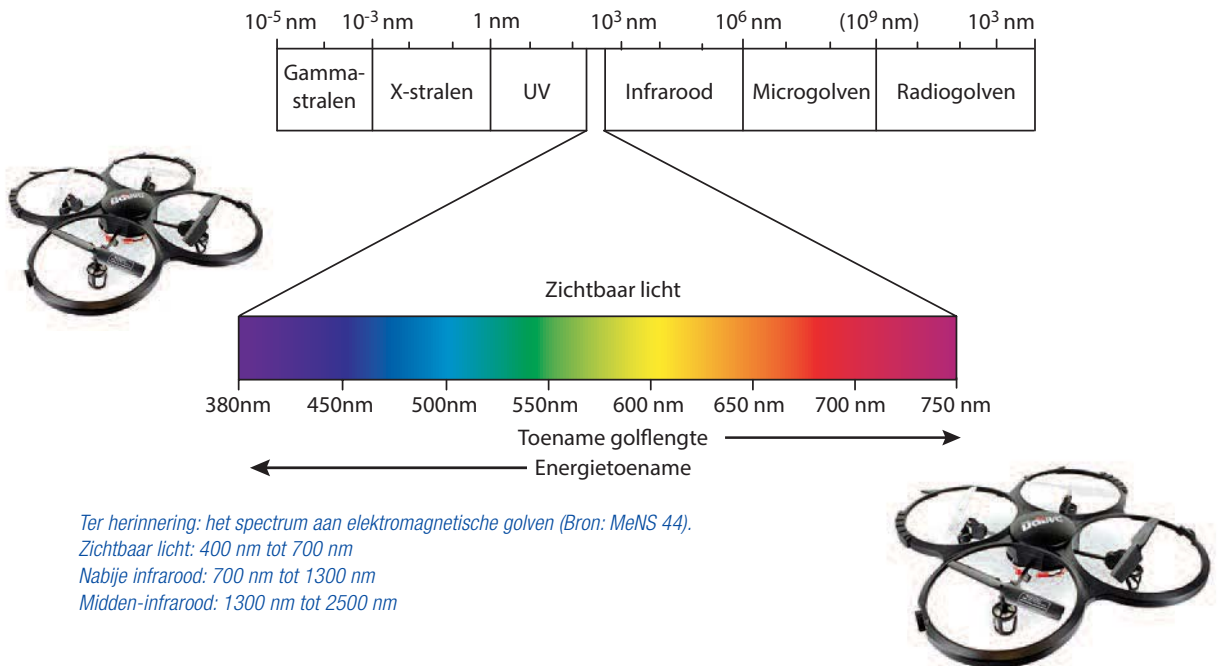 10⁻⁵ nm 10⁻³ nm 1 nm 10³ nm 10⁶ nm (10⁹ nm) 10³ nm
Gamma-
stralen
X-stralen
UV
Infrarood
Microgolven
Radiogolven
Zichtbaar licht
380nm 450nm 500nm 550nm 600 nm 650 nm 700 nm 750 nm
Toename golflengte
Energietoename
Ter herinnering: het spectrum aan elektromagnetische golven (Bron: MeNS 44).
Zichtbaar licht: 400 nm tot 700 nm
Nabije infrarood: 700 nm tot 1300 nm
Midden-infrarood: 1300 nm tot 2500 nm